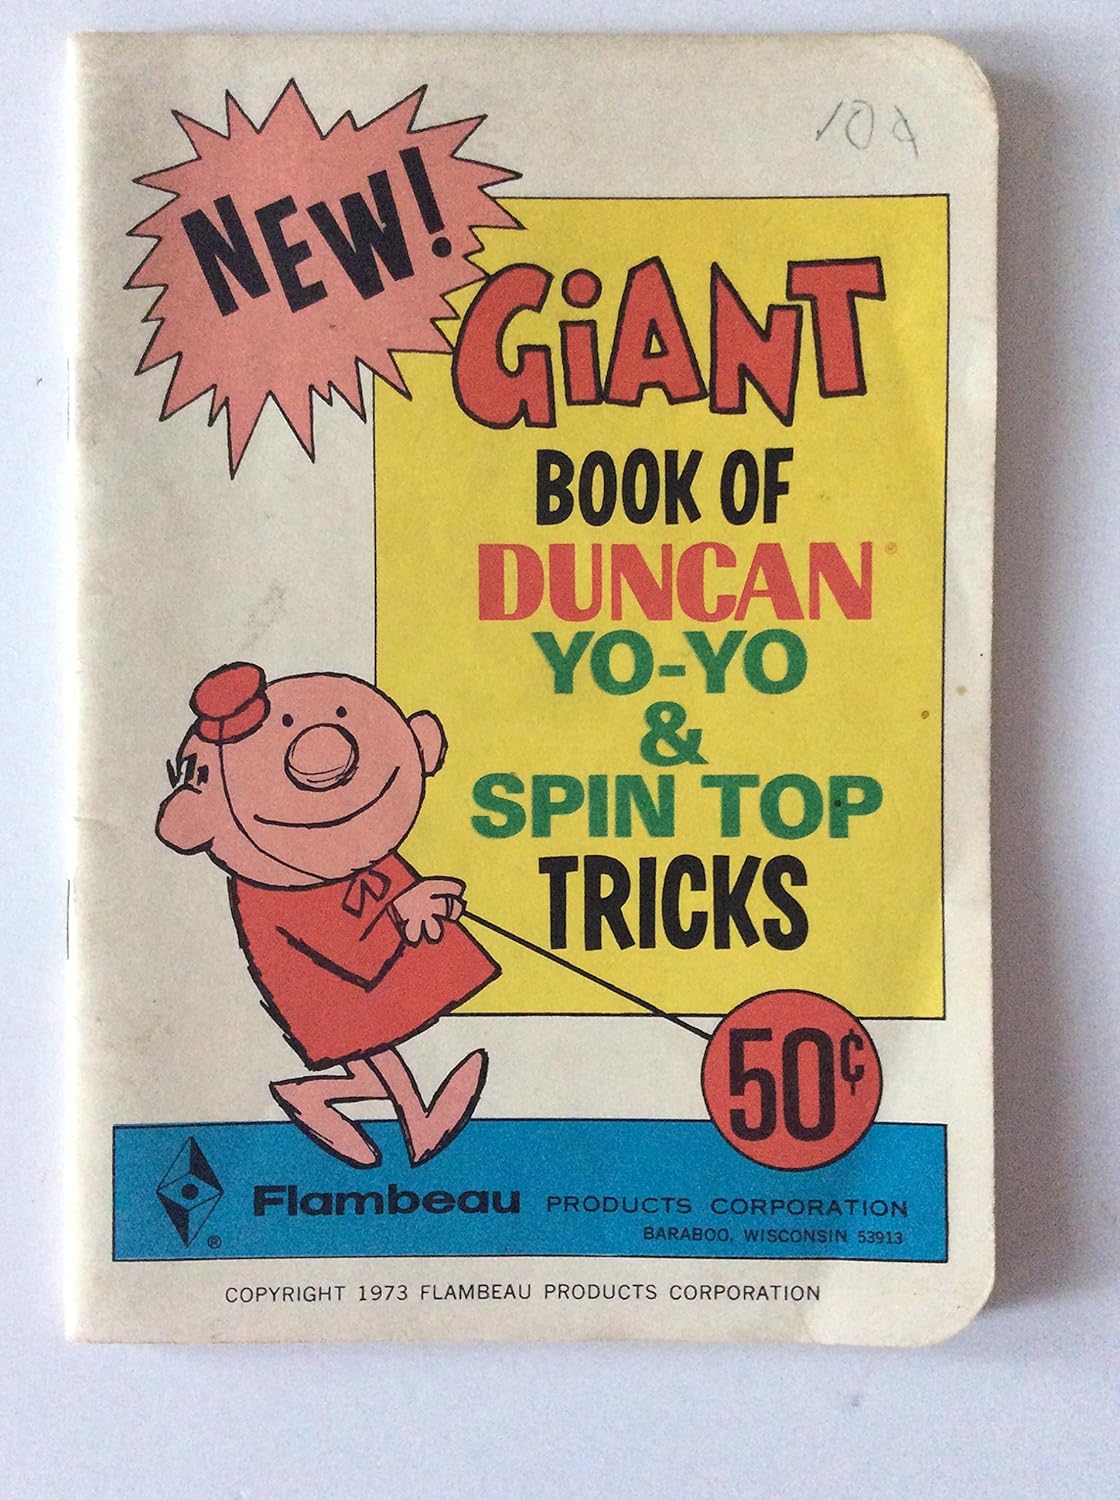 10¢
NEW!
GiANT
BOOK OF
DUNCAN®
YO-YO
&
SPIN TOP
TRICKS
50¢
Flambeau PRODUCTS CORPORATION
BARABOO, WISCONSIN 53913
®
COPYRIGHT 1973 FLAMBEAU PRODUCTS CORPORATION